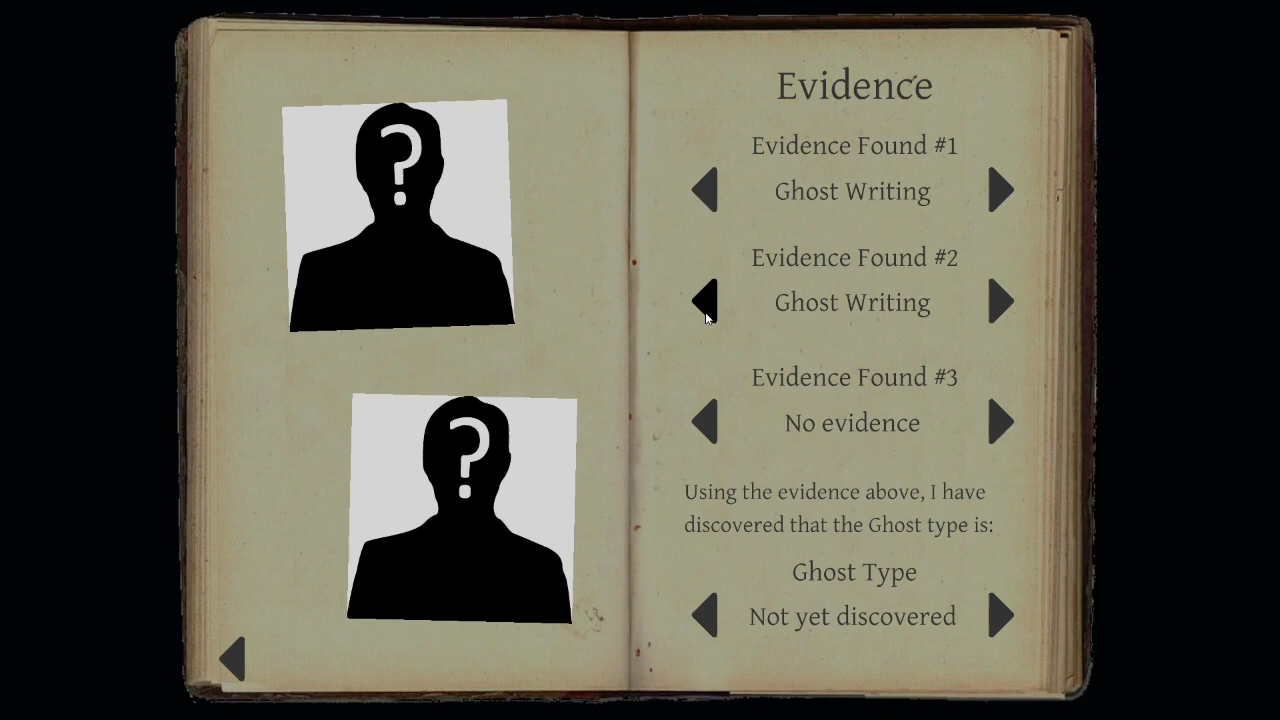 ?
?
Evidence
Evidence Found #1
Ghost Writing
Evidence Found #2
Ghost Writing
Evidence Found #3
No evidence
Using the evidence above, I have
discovered that the Ghost type is:
Ghost Type
Not yet discovered